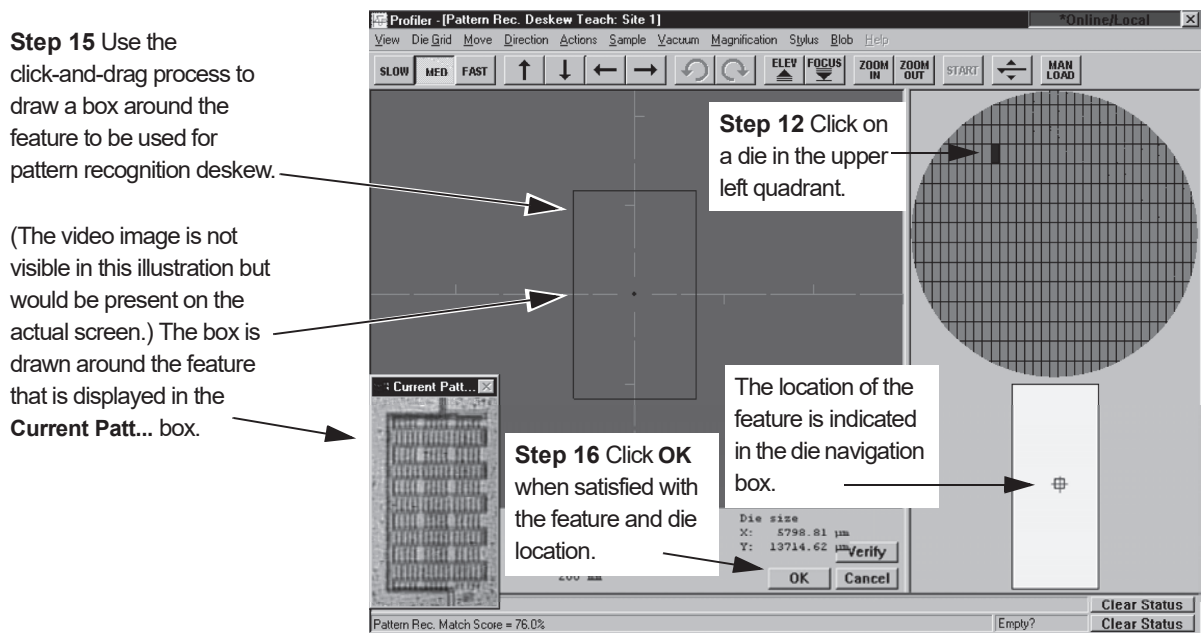 Step 15 Use the
click-and-drag process to
draw a box around the
feature to be used for
pattern recognition deskew.
(The video image is not
visible in this illustration but
would be present on the
actual screen.) The box is
drawn around the feature
that is displayed in the
Current Patt... box.
Profiler - [Pattern Rec. Deskew Teach: Site 1]
*Online/Local
View Die Grid Move Direction Actions Sample Vacuum Magnification Stylus Blob Help
SLOW MED FAST ELEV FOCUS ZOOM IN ZOOM OUT START MAN LOAD
Step 12 Click on
a die in the upper
left quadrant.
The location of the
feature is indicated
in the die navigation
box.
Current Patt...
Step 16 Click OK
when satisfied with
the feature and die
location.
Die size
X: 5798.81 µm
Y: 13714.62 µm
Verify
200 mm
OK Cancel
Clear Status
Pattern Rec. Match Score = 76.0%
Empty?
Clear Status